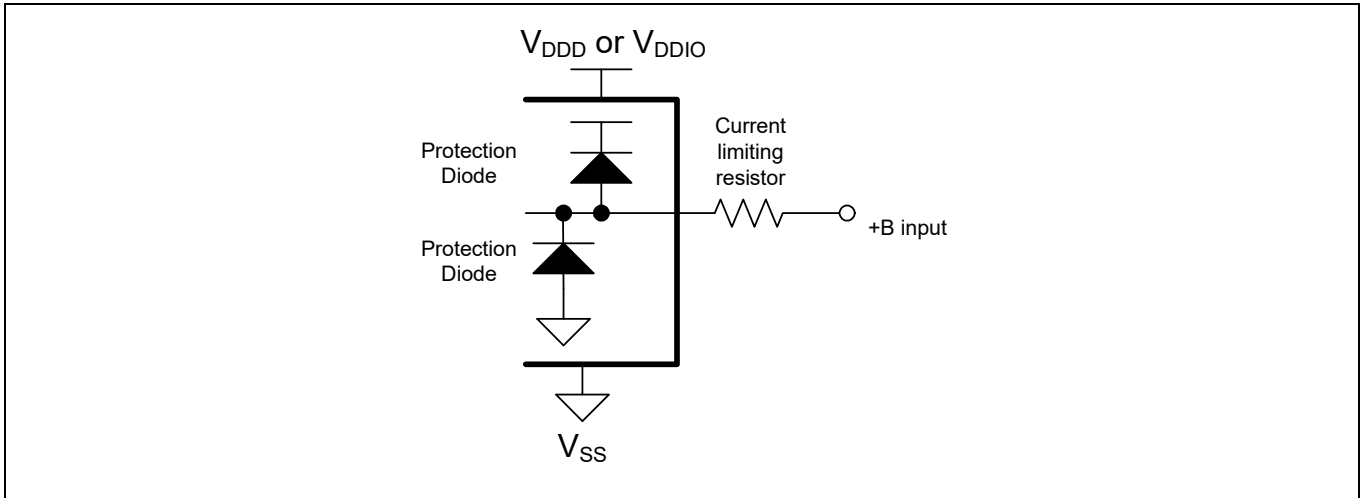 VDDD or VDDIO
Protection
Diode
Current
limiting
resistor
+B input
Protection
Diode
VSS